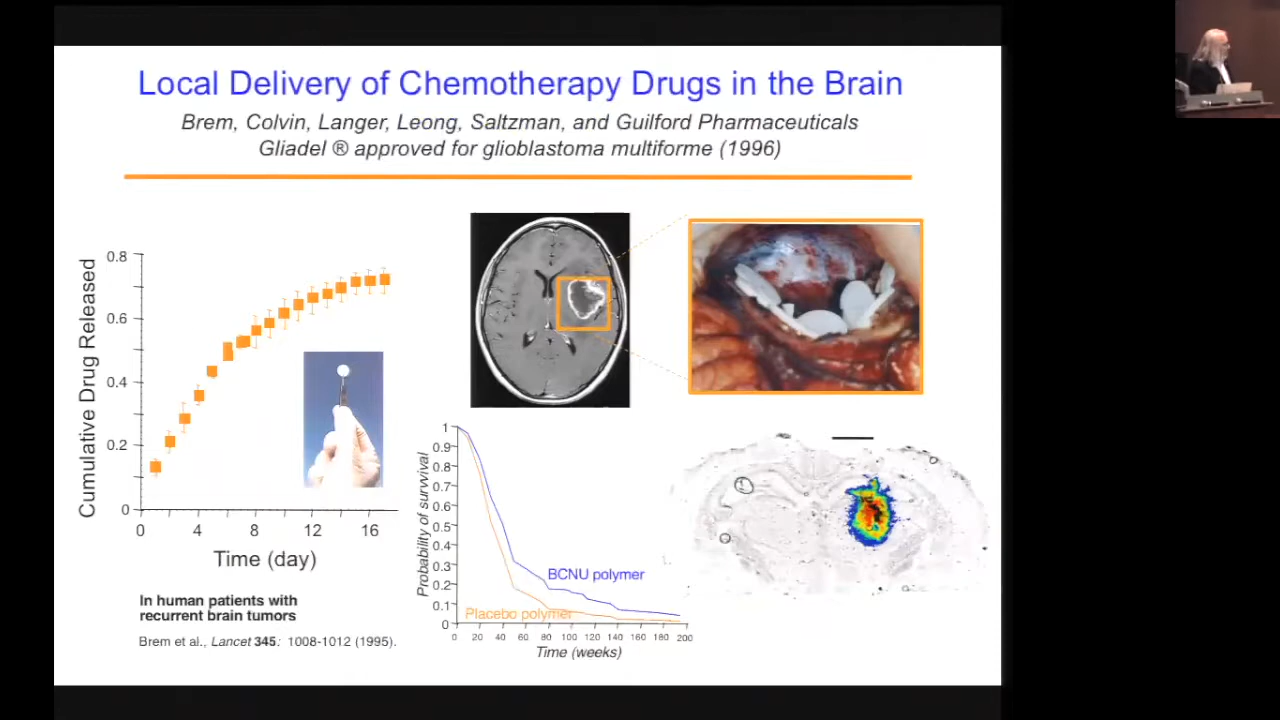 Local Delivery of Chemotherapy Drugs in the Brain
Brem, Colvin, Langer, Leong, Saltzman, and Guilford Pharmaceuticals
Gliadel ® approved for glioblastoma multiforme (1996)
Cumulative Drug Released
0.8
0.6
0.4
0.2
0
0 4 8 12 16
Time (day)
In human patients with
recurrent brain tumors
Brem et al., Lancet 345: 1008-1012 (1995).
Probability of survival
1
0.9
0.8
0.7
0.6
0.5
0.4
0.3
0.2
0.1
0
BCNU polymer
Placebo polymer
0 20 40 60 80 100 120 140 160 180 200
Time (weeks)